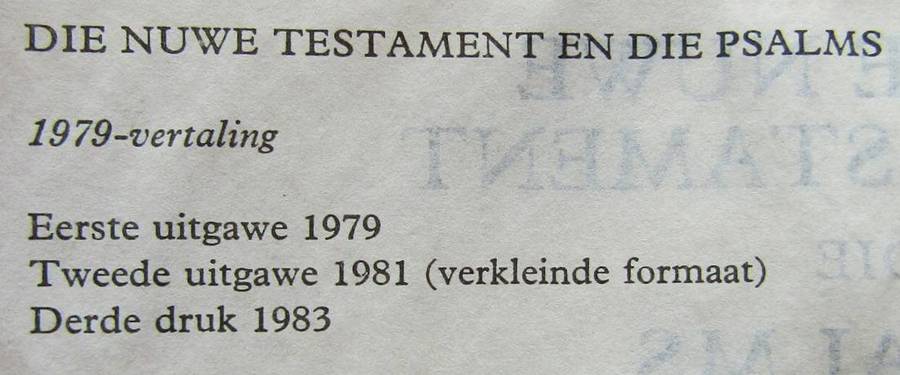 DIE NUWE TESTAMENT EN DIE PSALMS
1979-vertaling
Eerste uitgawe 1979
Tweede uitgawe 1981 (verkleinde formaat)
Derde druk 1983